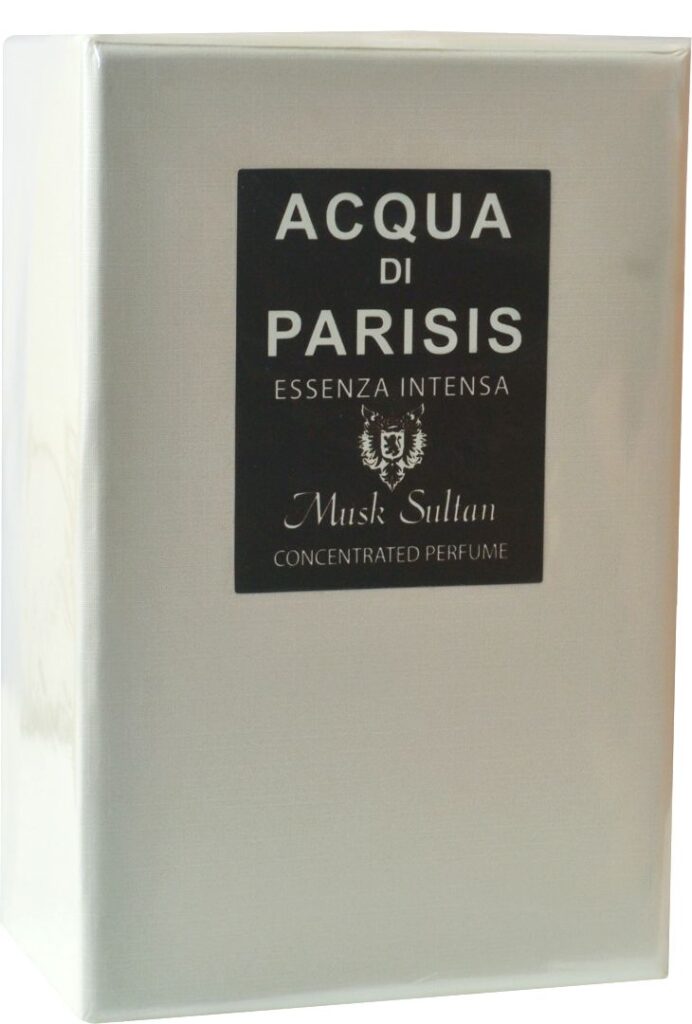 ACQUA
DI
PARISIS
ESSENZA INTENSA
Musk Sultan
CONCENTRATED PERFUME